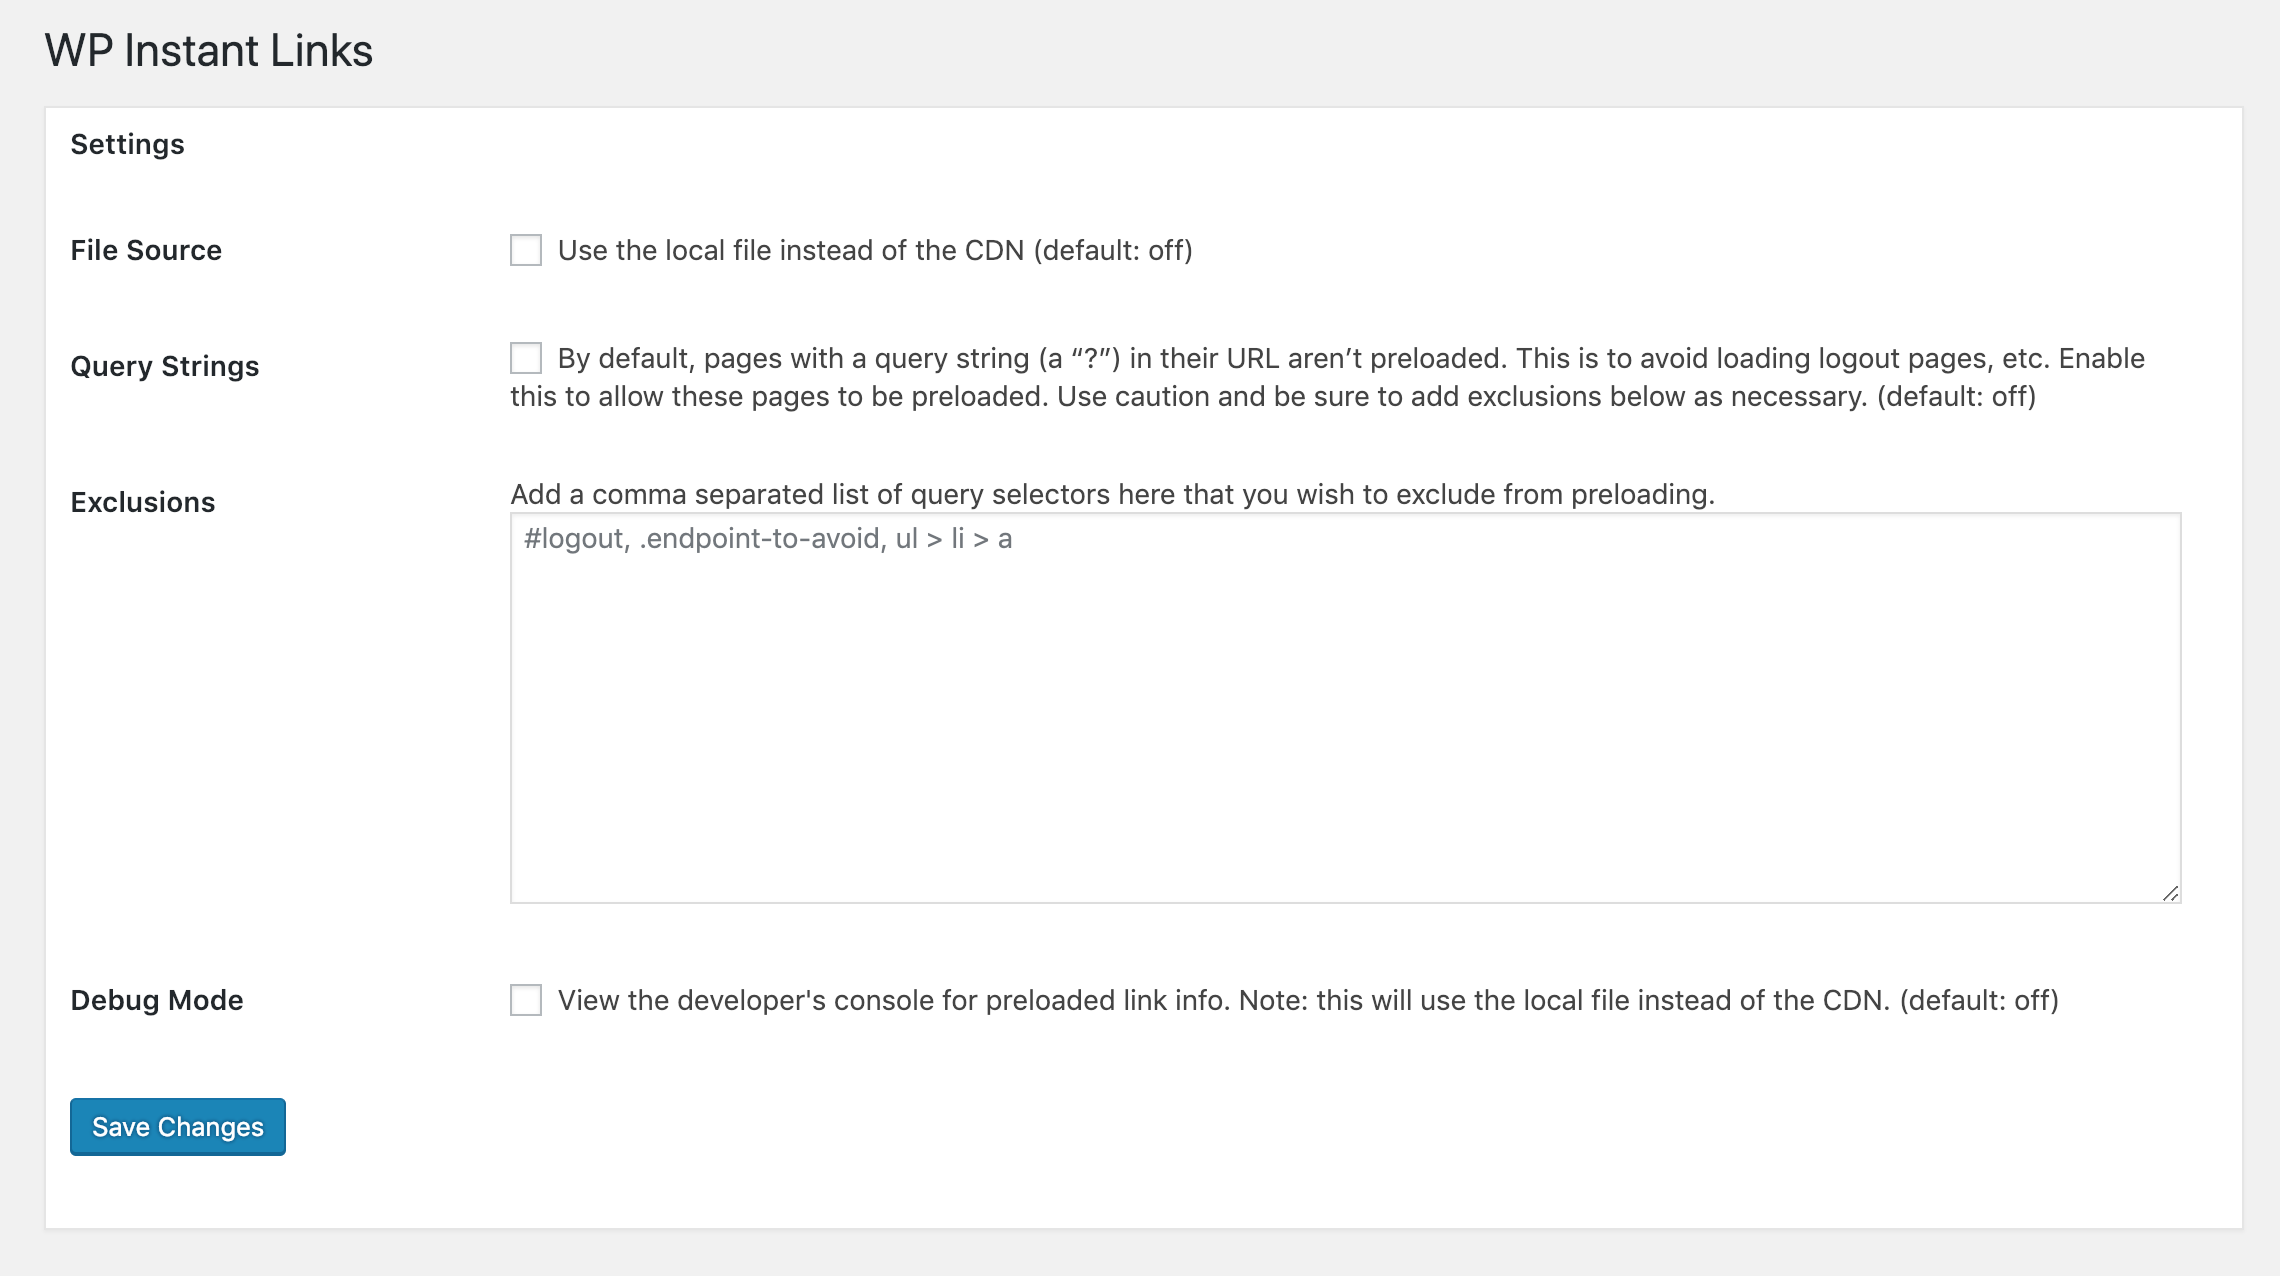 WP Instant Links
Settings
File Source
Use the local file instead of the CDN (default: off)
Query Strings
By default, pages with a query string (a “?”) in their URL aren’t preloaded. This is to avoid loading logout pages, etc. Enable
this to allow these pages to be preloaded. Use caution and be sure to add exclusions below as necessary. (default: off)
Exclusions
Add a comma separated list of query selectors here that you wish to exclude from preloading.
#logout, .endpoint-to-avoid, ul > li > a
Debug Mode
View the developer's console for preloaded link info. Note: this will use the local file instead of the CDN. (default: off)
Save Changes